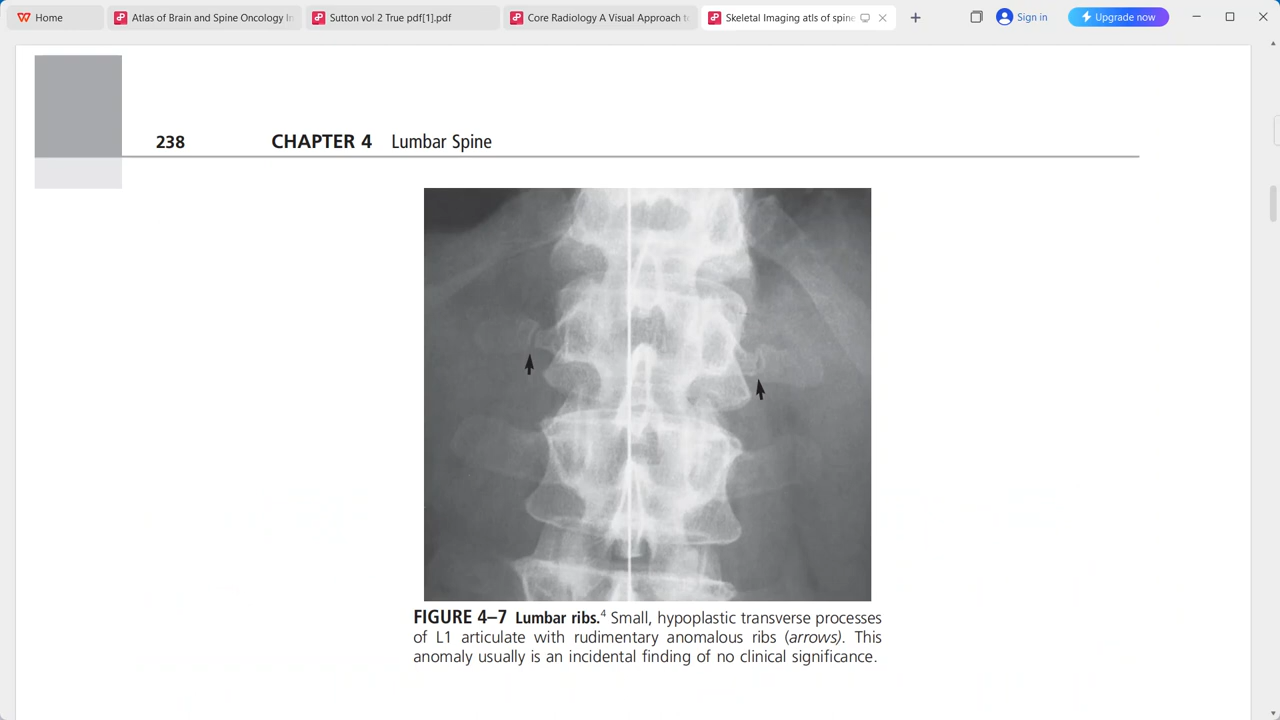 Home
Atlas of Brain and Spine Oncology In
Sutton vol 2 True pdf[1].pdf
Core Radiology A Visual Approach to
Skeletal Imaging atls of spine
Sign in
Upgrade now
238 CHAPTER 4 Lumbar Spine
FIGURE 4–7 Lumbar ribs.4 Small, hypoplastic transverse processes
of L1 articulate with rudimentary anomalous ribs (arrows). This
anomaly usually is an incidental finding of no clinical significance.